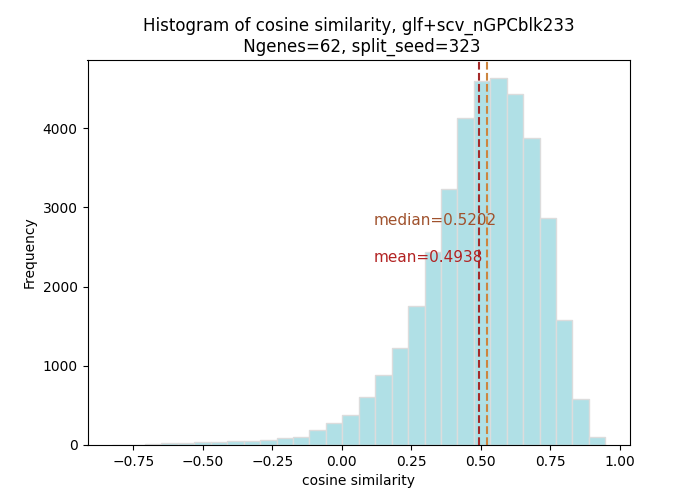 Histogram of cosine similarity, glf+scv_nGPCblk233
Ngenes=62, split_seed=323
4000
3000
2000
1000
0
Frequency
median=0.5202
mean=0.4938
−0.75 −0.50 −0.25 0.00 0.25 0.50 0.75 1.00
cosine similarity